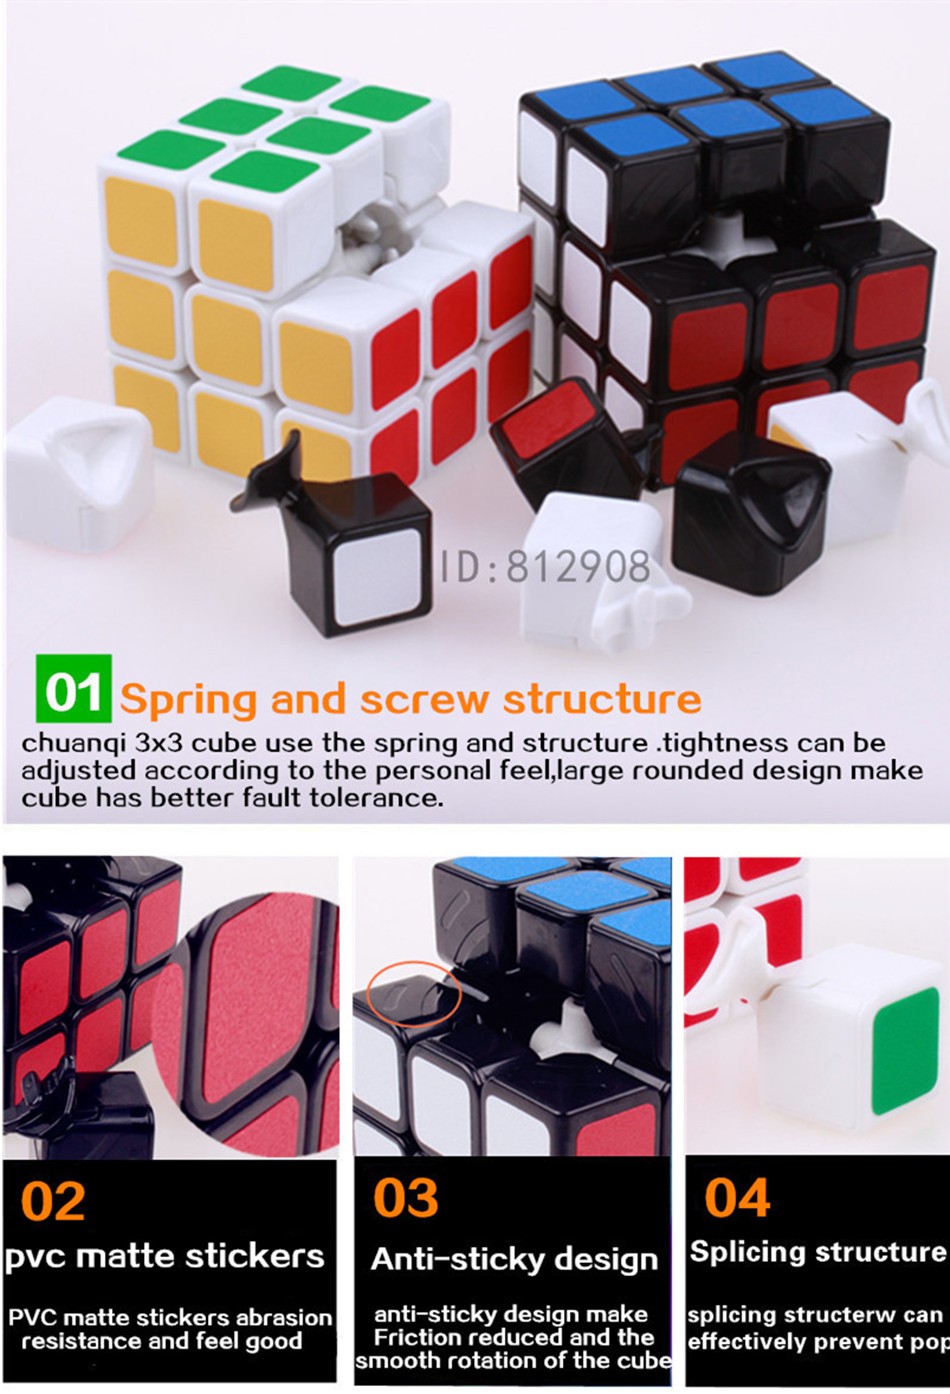 ID:812908
01 Spring and screw structure
chuanqi 3x3 cube use the spring and structure .tightness can be
adjusted according to the personal feel,large rounded design make
cube has better fault tolerance.
02
pvc matte stickers
PVC matte stickers abrasion
resistance and feel good
03
Anti-sticky design
anti-sticky design make
Friction reduced and the
smooth rotation of the cube
04
Splicing structure
splicing structerw can
effectively prevent pop